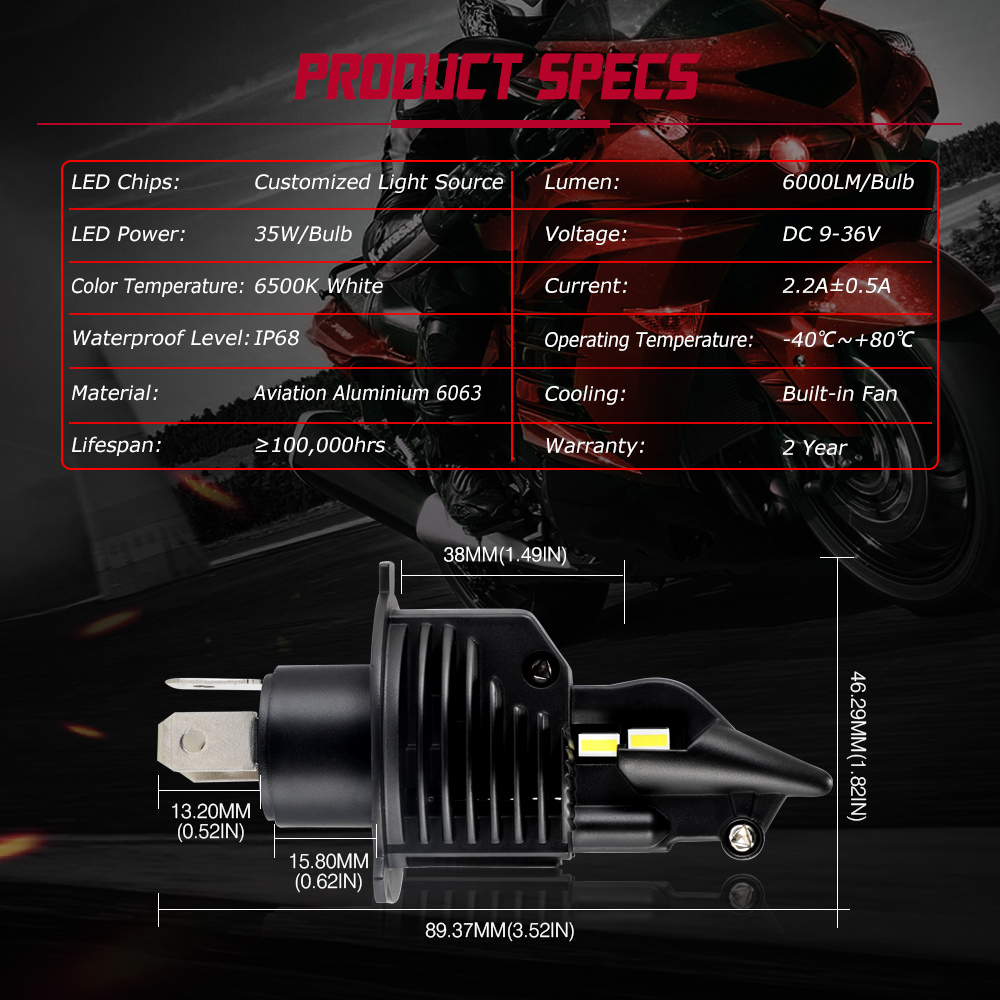 PRODUCT SPECS
LED Chips: Customized Light Source
Lumen: 6000LM/Bulb
LED Power: 35W/Bulb
Voltage: DC 9-36V
Color Temperature: 6500K White
Current: 2.2A±0.5A
Waterproof Level: IP68
Operating Temperature: -40℃~+80℃
Material: Aviation Aluminium 6063
Cooling: Built-in Fan
Lifespan: ≥100,000hrs
Warranty: 2 Year
38MM(1.49IN)
46.29MM(1.82IN)
13.20MM
(0.52IN)
15.80MM
(0.62IN)
89.37MM(3.52IN)